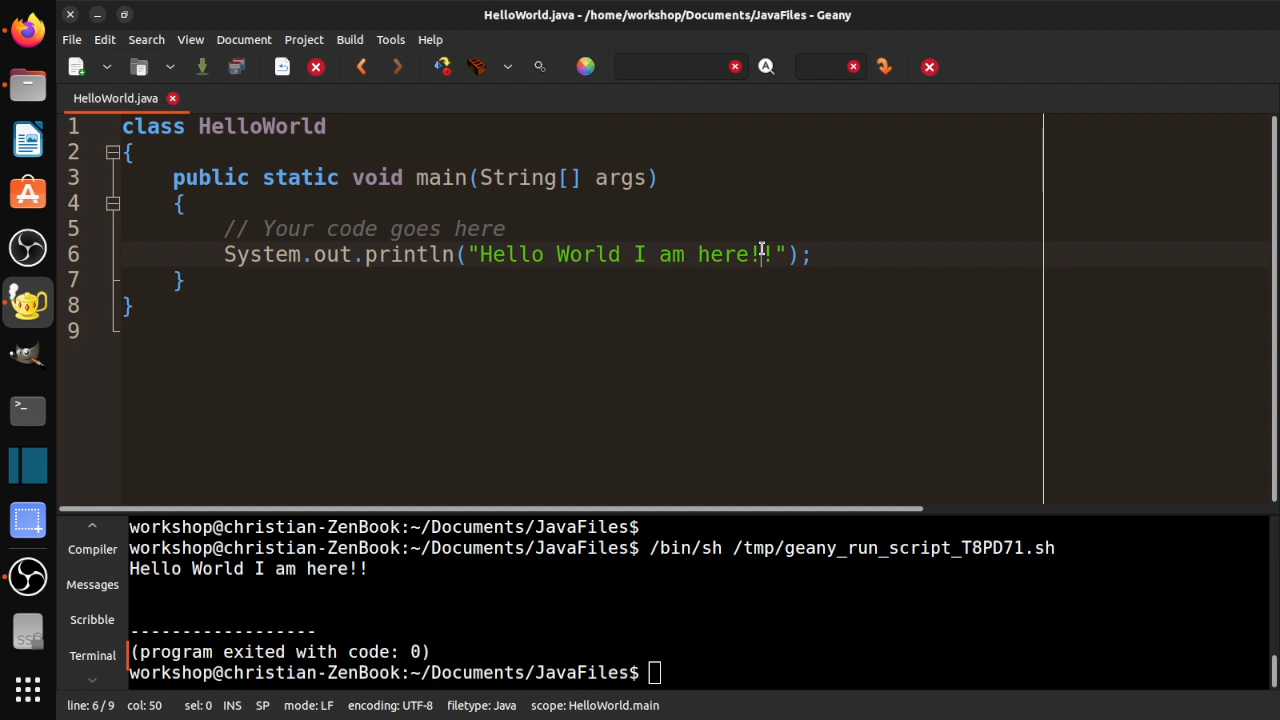 HelloWorld.java - /home/workshop/Documents/JavaFiles - Geany
File Edit Search View Document Project Build Tools Help
HelloWorld.java
1 class HelloWorld
2 {
3 public static void main(String[] args)
4 {
5 // Your code goes here
6 System.out.println("Hello World I am here!!");
7 }
8 }
9
Compiler
Messages
Scribble
Terminal
workshop@christian-ZenBook:~/Documents/JavaFiles$
workshop@christian-ZenBook:~/Documents/JavaFiles$ /bin/sh /tmp/geany_run_script_T8PD71.sh
Hello World I am here!!
------------------
(program exited with code: 0)
workshop@christian-ZenBook:~/Documents/JavaFiles$
line: 6 / 9 col: 50 sel: 0 INS SP mode: LF encoding: UTF-8 filetype: Java scope: HelloWorld.main